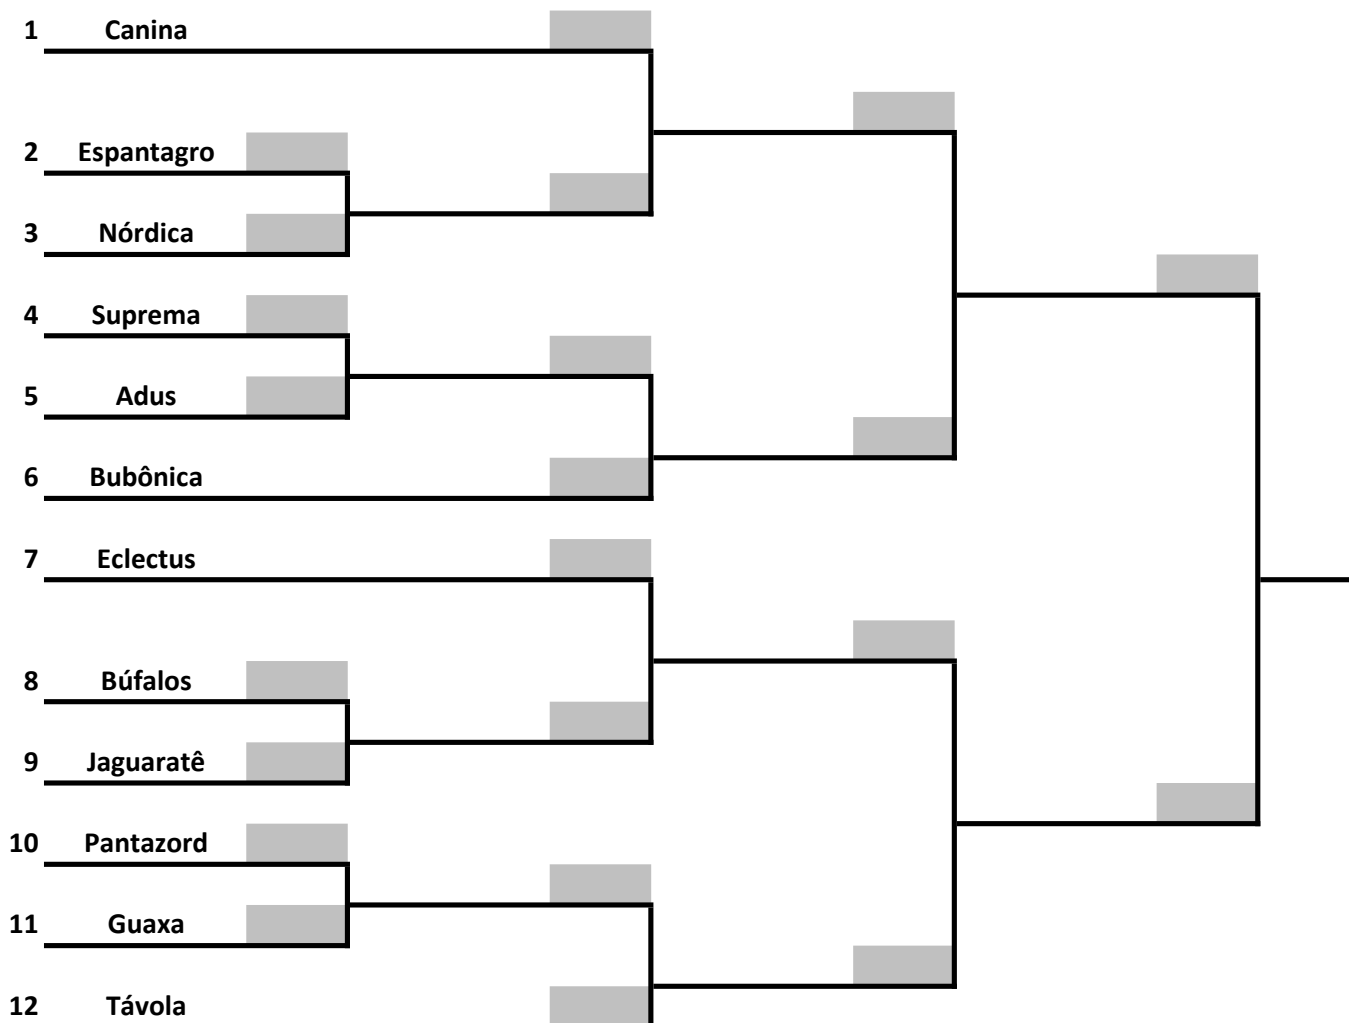 1 Canina
2 Espantagro
3 Nórdica
4 Suprema
5 Adus
6 Bubônica
7 Eclectus
8 Búfalos
9 Jaguaratê
10 Pantazord
11 Guaxa
12 Távola